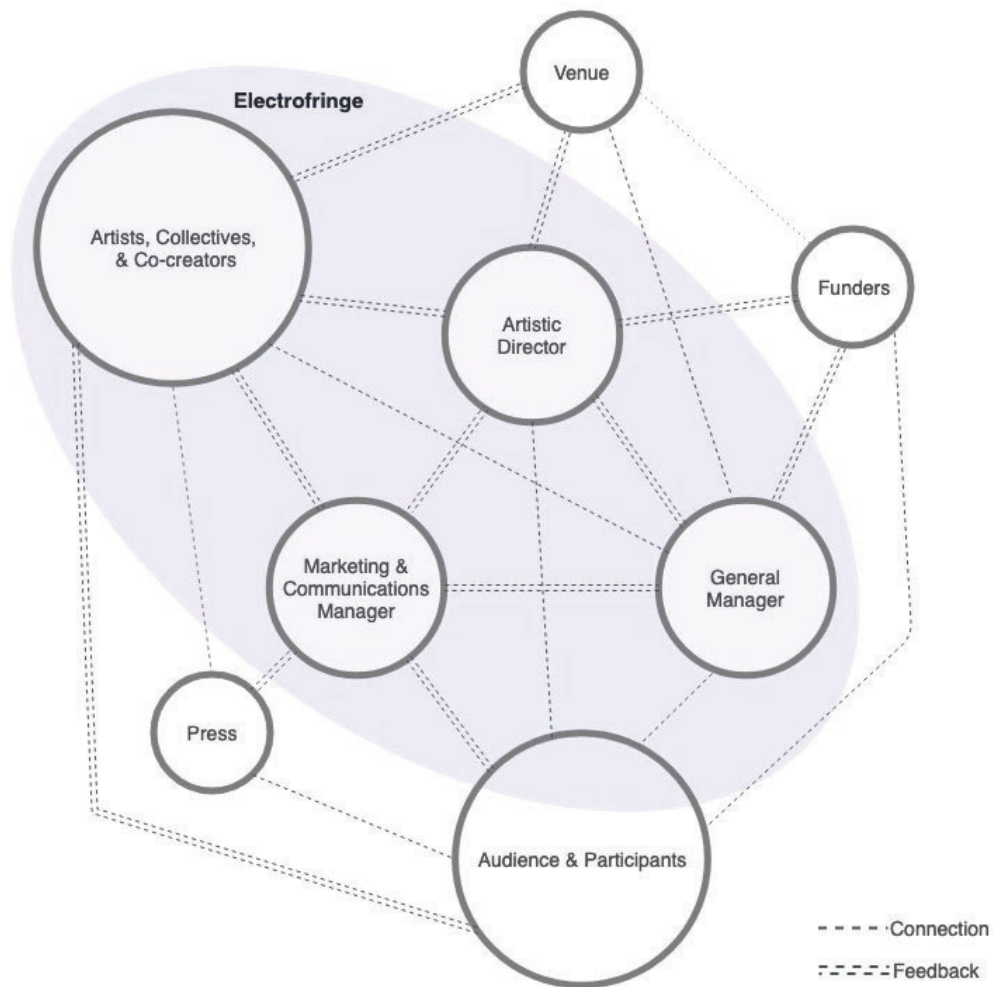 Venue
Electrofringe
Artists, Collectives,
& Co-creators
Funders
Artistic
Director
Marketing &
Communications
Manager
General
Manager
Press
Audience & Participants
Connection
Feedback